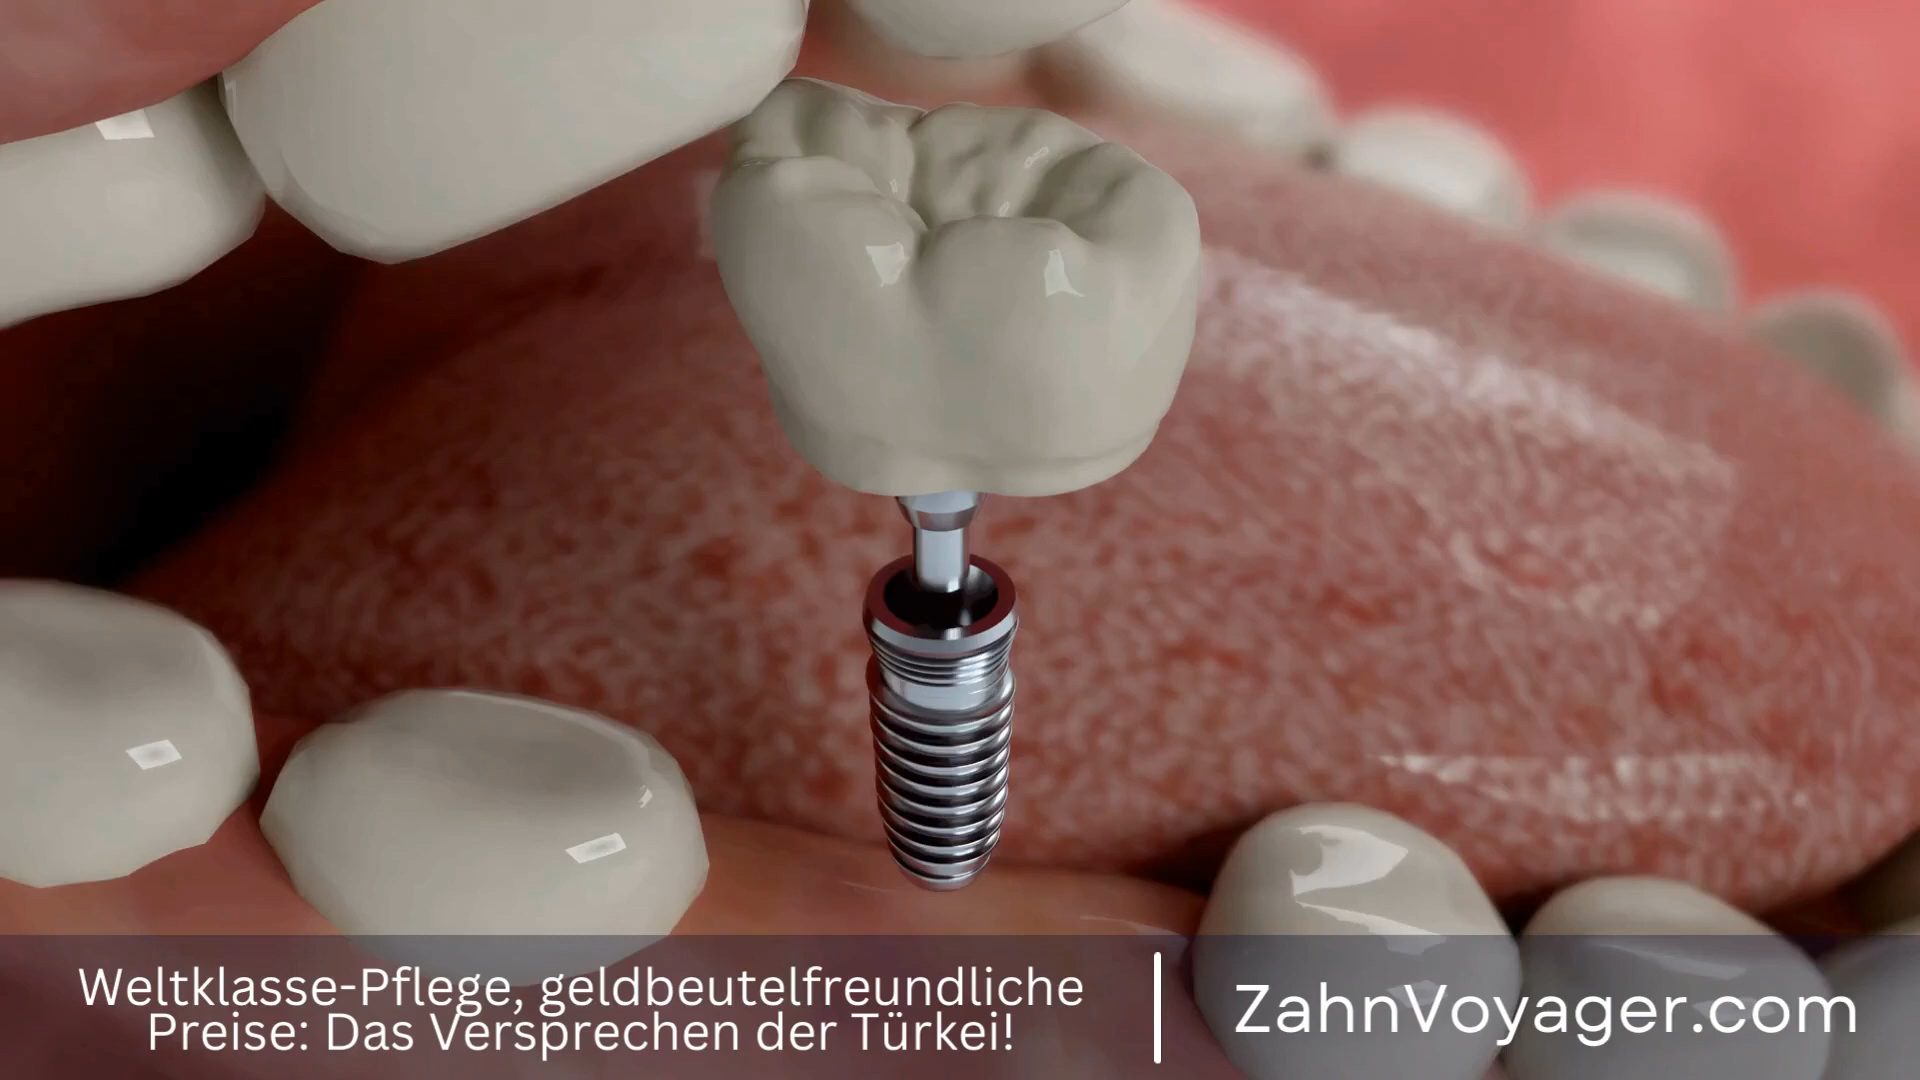 Weltklasse-Pflege, geldbeutelfreundliche
Preise: Das Versprechen der Türkei!
ZahnVoyager.com